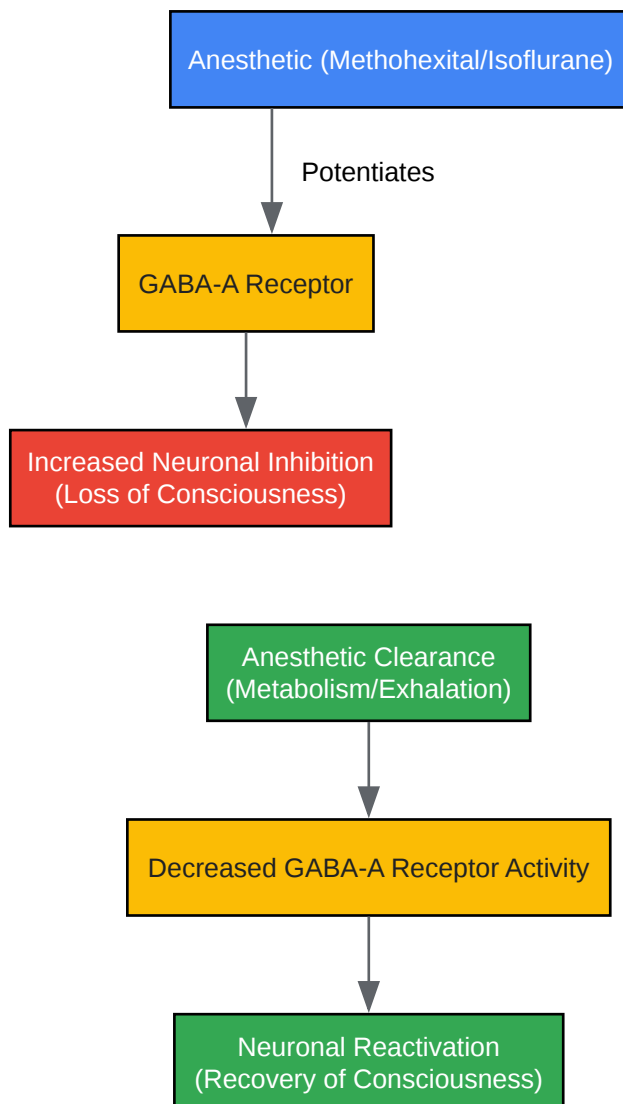 Anesthetic (Methohexital/Isoflurane)
Potentiates
GABA-A Receptor
Increased Neuronal Inhibition
(Loss of Consciousness)
Anesthetic Clearance
(Metabolism/Exhalation)
Decreased GABA-A Receptor Activity
Neuronal Reactivation
(Recovery of Consciousness)